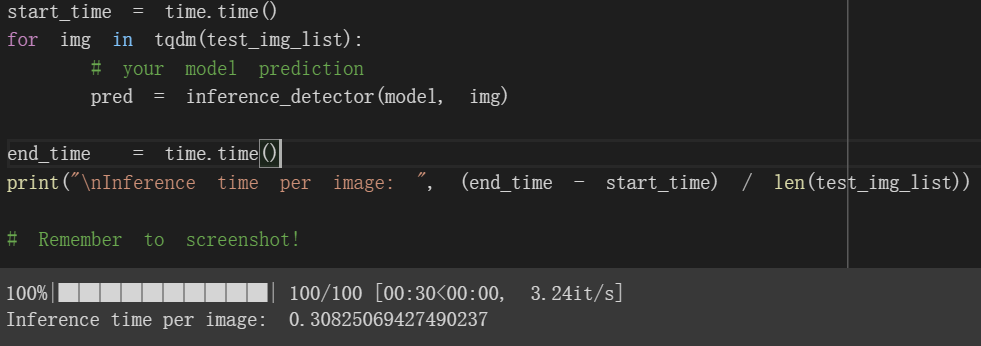 start_time = time.time()
for img in tqdm(test_img_list):
# your model prediction
pred = inference_detector(model, img)
end_time = time.time()
print("\nInference time per image: ", (end_time - start_time) / len(test_img_list))
# Remember to screenshot!
100%|██████████| 100/100 [00:30<00:00, 3.24it/s]
Inference time per image: 0.30825069427490237